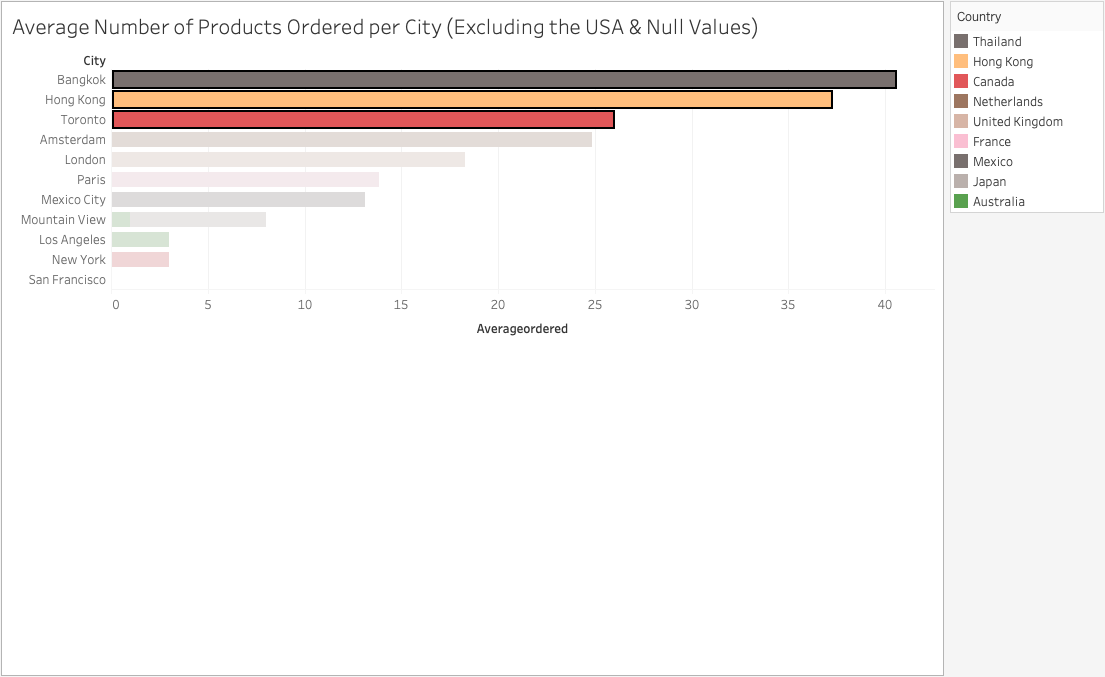 Average Number of Products Ordered per City (Excluding the USA & Null Values)
City
Bangkok
Hong Kong
Toronto
Amsterdam
London
Paris
Mexico City
Mountain View
Los Angeles
New York
San Francisco
0 5 10 15 20 25 30 35 40
Averageordered
Country
Thailand
Hong Kong
Canada
Netherlands
United Kingdom
France
Mexico
Japan
Australia